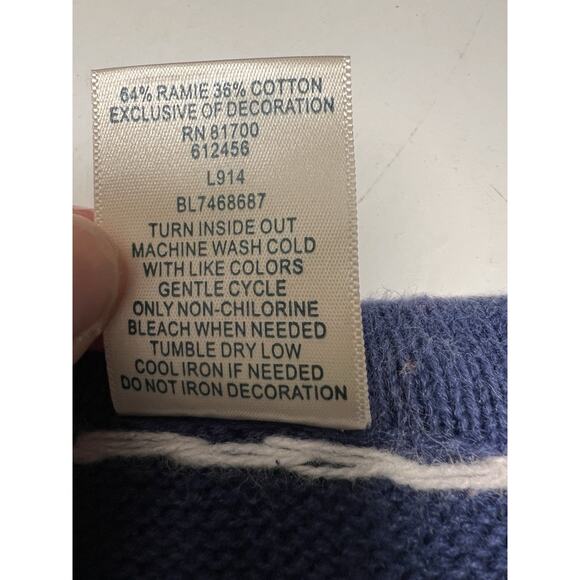 64% RAMIE 36% COTTON
EXCLUSIVE OF DECORATION
RN 81700
612456
L914
BL7468687
TURN INSIDE OUT
MACHINE WASH COLD
WITH LIKE COLORS
GENTLE CYCLE
ONLY NON-CHILORINE
BLEACH WHEN NEEDED
TUMBLE DRY LOW
COOL IRON IF NEEDED
DO NOT IRON DECORATION